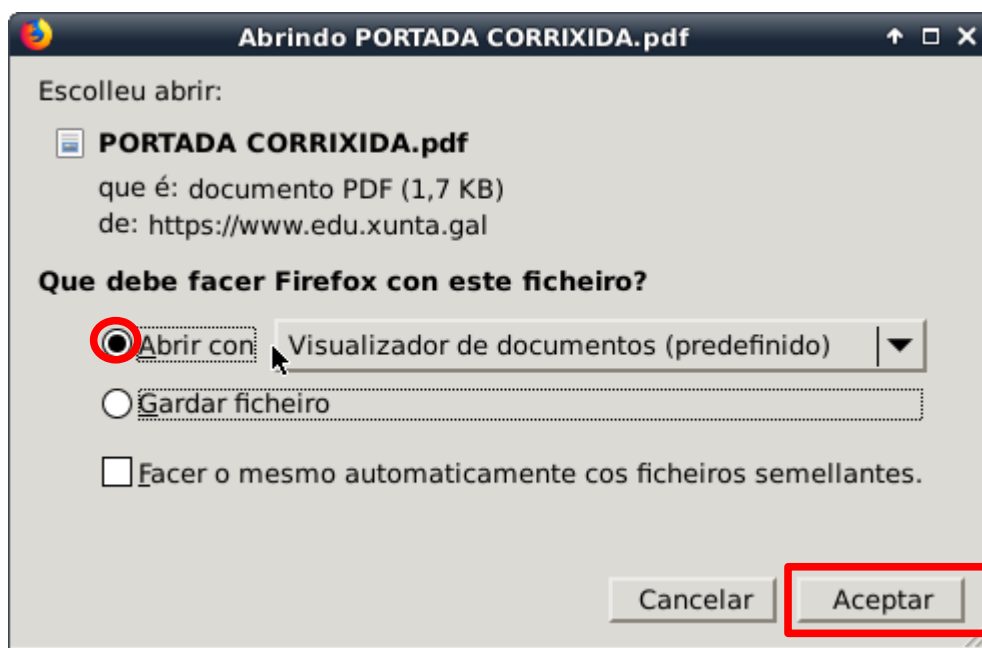 Abrindo PORTADA CORRIXIDA.pdf
Escolleu abrir:
PORTADA CORRIXIDA.pdf
que é: documento PDF (1,7 KB)
de: https://www.edu.xunta.gal
Que debe facer Firefox con este ficheiro?
Abrir con Visualizador de documentos (predefinido)
Gardar ficheiro
Facer o mesmo automaticamente cos ficheiros semellantes.
Cancelar Aceptar